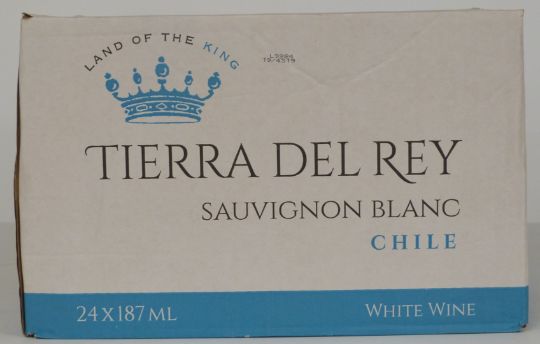 LAND OF THE KING
TIERRA DEL REY
SAUVIGNON BLANC
CHILE
24 X 187 ML
WHITE WINE